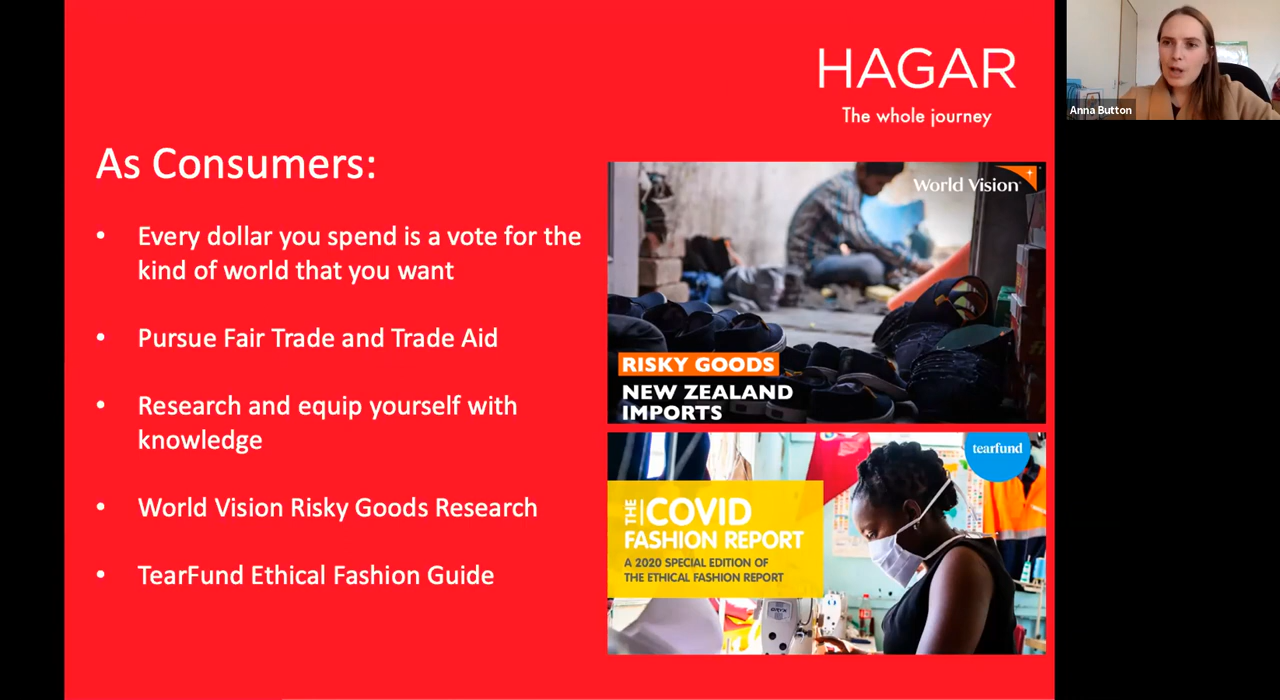 HAGAR
The whole journey
Anna Button
As Consumers:
• Every dollar you spend is a vote for the
kind of world that you want
• Pursue Fair Trade and Trade Aid
• Research and equip yourself with
knowledge
• World Vision Risky Goods Research
• TearFund Ethical Fashion Guide
World Vision
RISKY GOODS
NEW ZEALAND
IMPORTS
tearfund
THE COVID
FASHION REPORT
A 2020 SPECIAL EDITION OF
THE ETHICAL FASHION REPORT